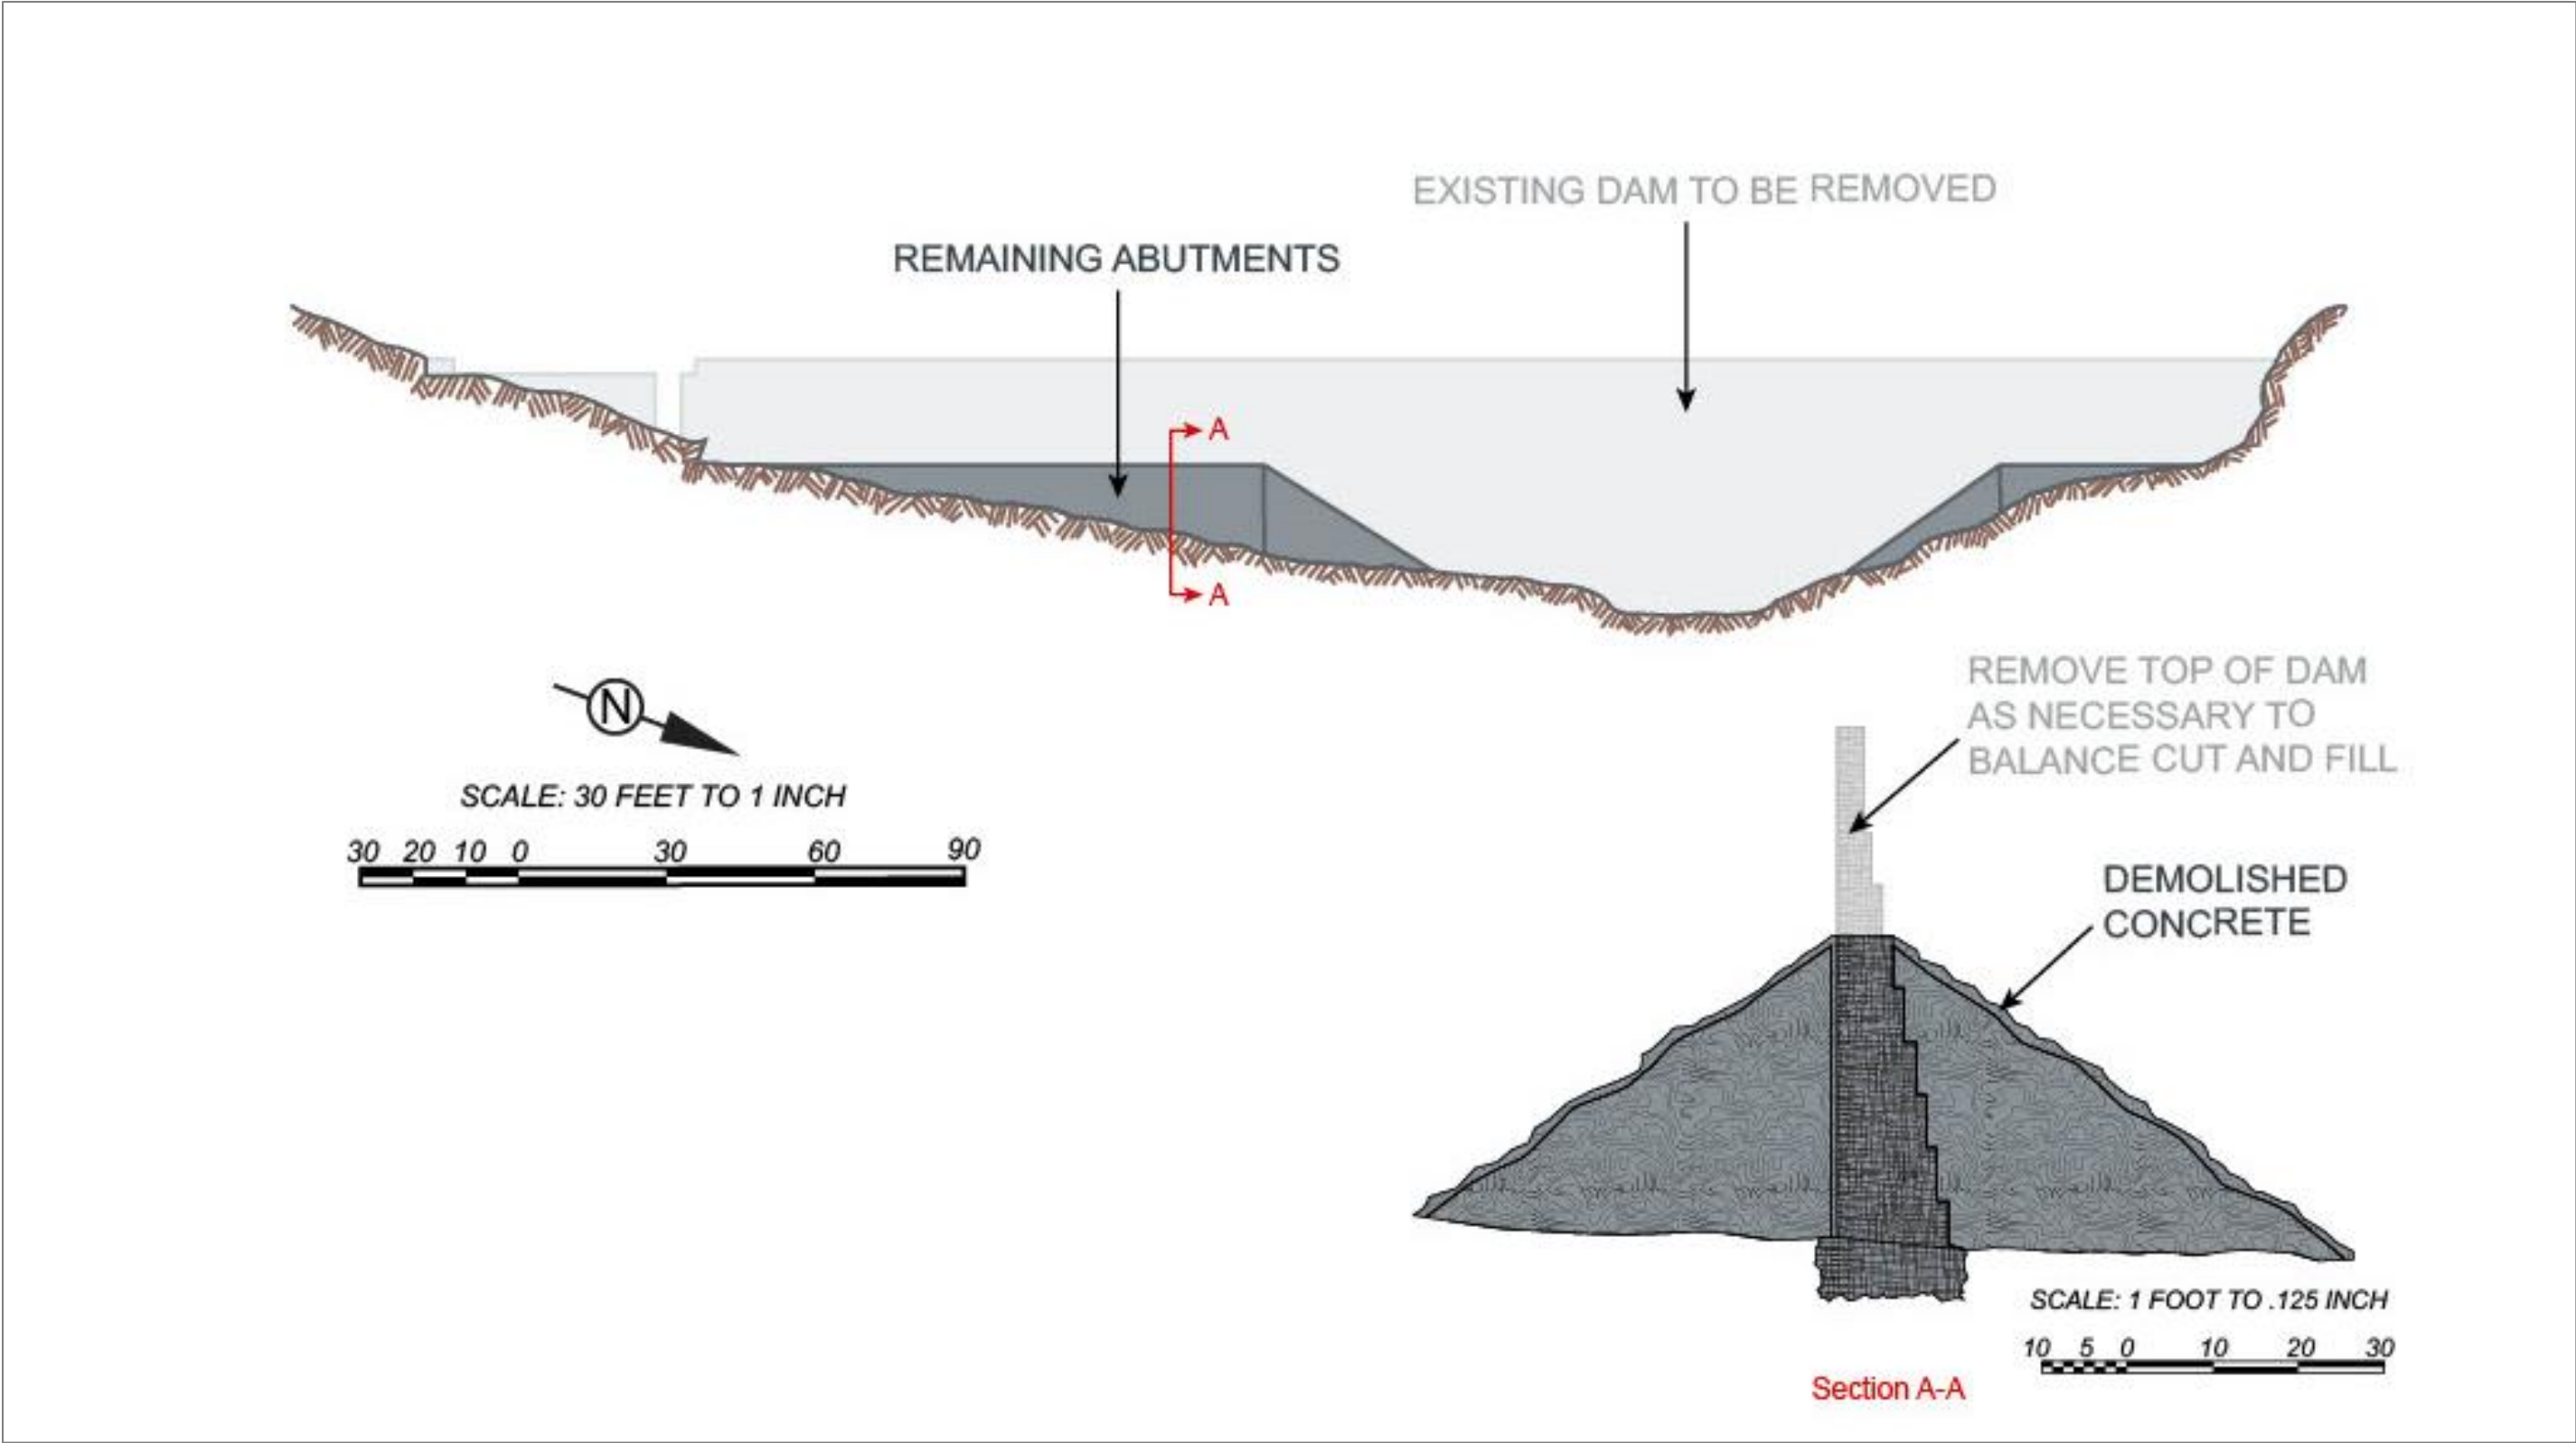 EXISTING DAM TO BE REMOVED
REMAINING ABUTMENTS
A
A
N
SCALE: 30 FEET TO 1 INCH
30 20 10 0 30 60 90
REMOVE TOP OF DAM
AS NECESSARY TO
BALANCE CUT AND FILL
DEMOLISHED
CONCRETE
SCALE: 1 FOOT TO .125 INCH
10 5 0 10 20 30
Section A-A